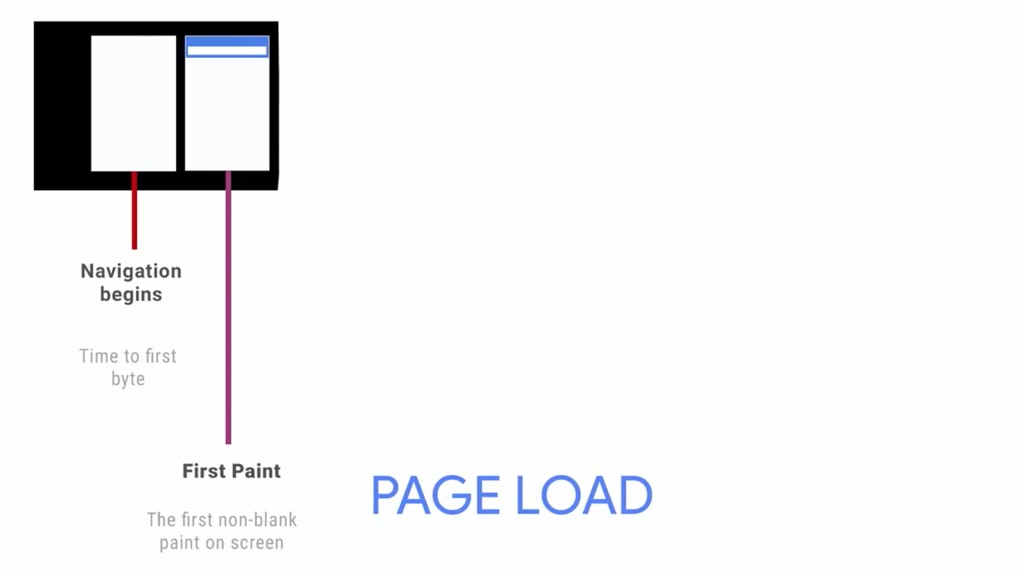 Navigation
begins
Time to first
byte
First Paint
The first non-blank
paint on screen
PAGE LOAD